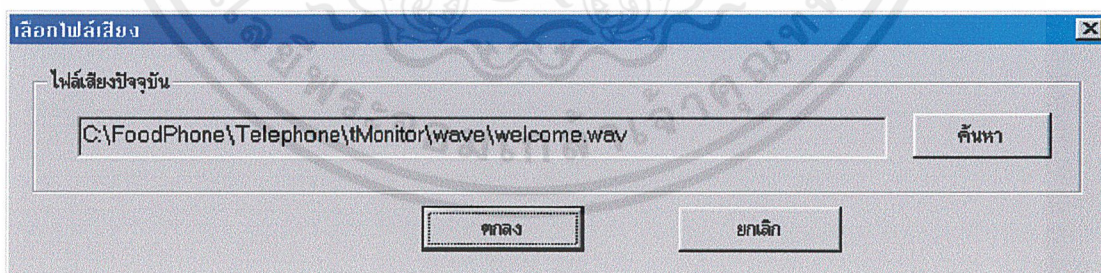 เลือกไฟล์เสียง
ไฟล์เสียงปัจจุบัน
C:\FoodPhone\Telephone\tMonitor\wave\welcome.wav
ค้นหา
ตกลง
ยกเลิก